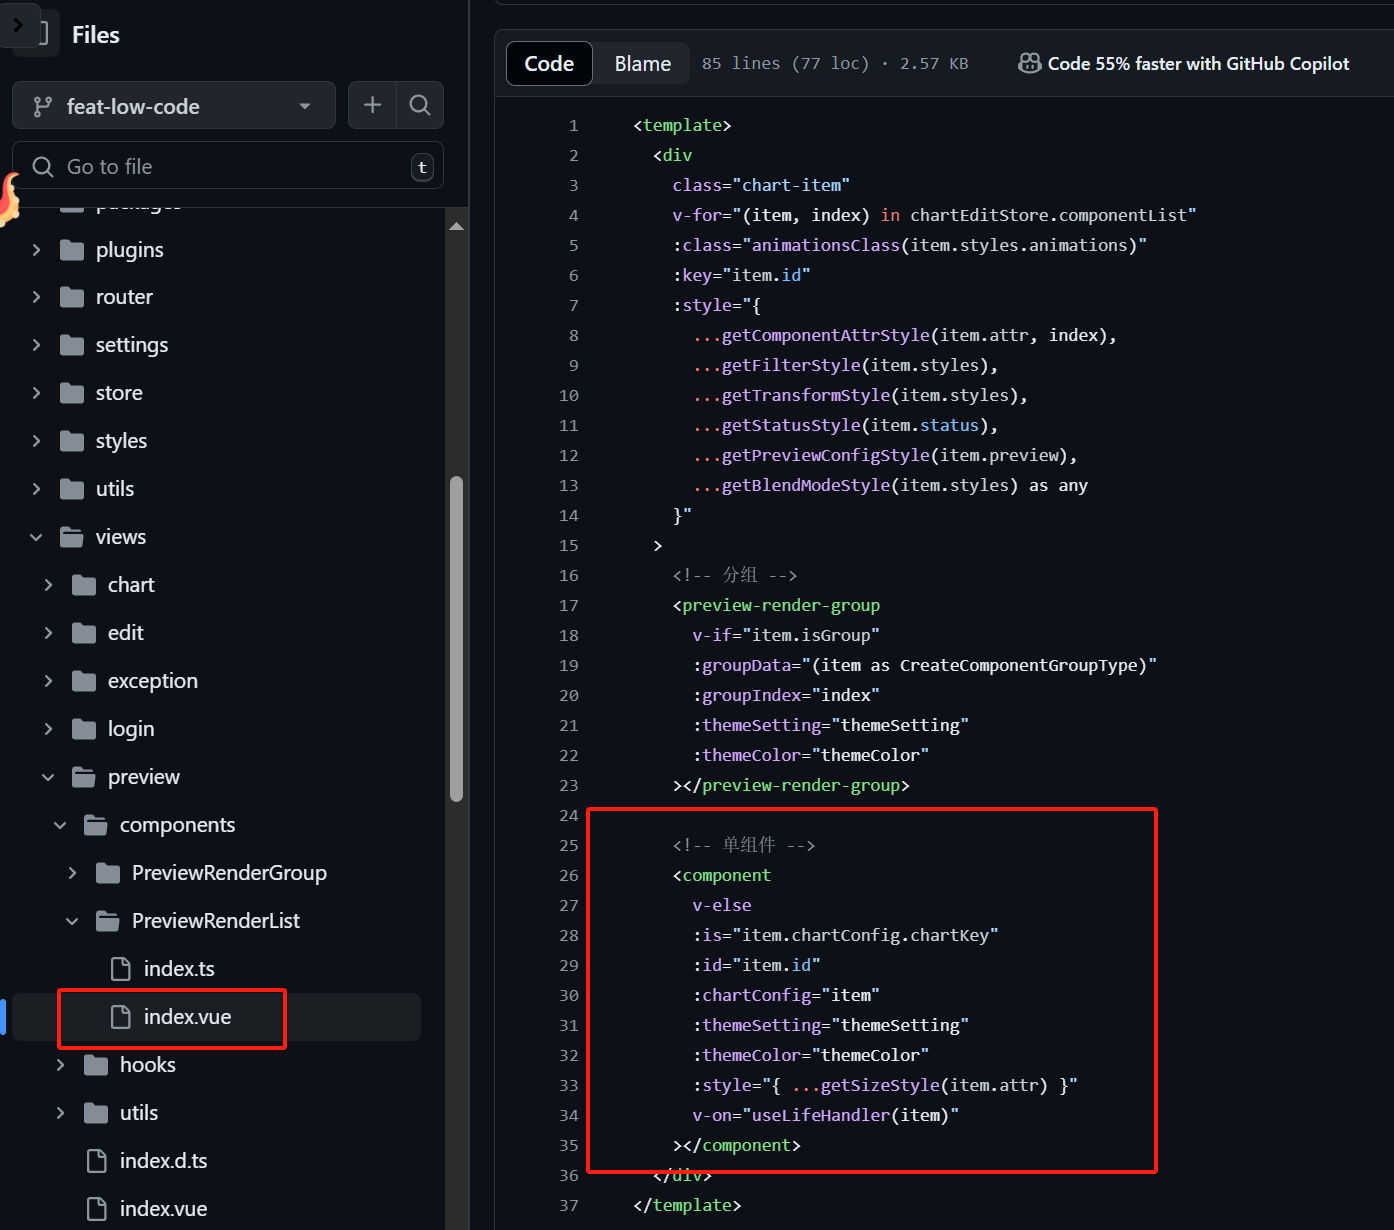 Files
feat-low-code
Go to file
t
packages
plugins
router
settings
store
styles
utils
views
chart
edit
exception
login
preview
components
PreviewRenderGroup
PreviewRenderList
index.ts
index.vue
hooks
utils
index.d.ts
index.vue
Code
Blame
85 lines (77 loc) · 2.57 KB
Code 55% faster with GitHub Copilot
1 <template>
2 <div
3 class="chart-item"
4 v-for="(item, index) in chartEditStore.componentList"
5 :class="animationsClass(item.styles.animations)"
6 :key="item.id"
7 :style="{
8 ...getComponentAttrStyle(item.attr, index),
9 ...getFilterStyle(item.styles),
10 ...getTransformStyle(item.styles),
11 ...getStatusStyle(item.status),
12 ...getPreviewConfigStyle(item.preview),
13 ...getBlendModeStyle(item.styles) as any
14 }"
15 >
16 <!-- 分组 -->
17 <preview-render-group
18 v-if="item.isGroup"
19 :groupData="(item as CreateComponentGroupType)"
20 :groupIndex="index"
21 :themeSetting="themeSetting"
22 :themeColor="themeColor"
23 ></preview-render-group>
24
25 <!-- 单组件 -->
26 <component
27 v-else
28 :is="item.chartConfig.chartKey"
29 :id="item.id"
30 :chartConfig="item"
31 :themeSetting="themeSetting"
32 :themeColor="themeColor"
33 :style="{ ...getSizeStyle(item.attr) }"
34 v-on="useLifeHandler(item)"
35 ></component>
36 </div>
37 </template>